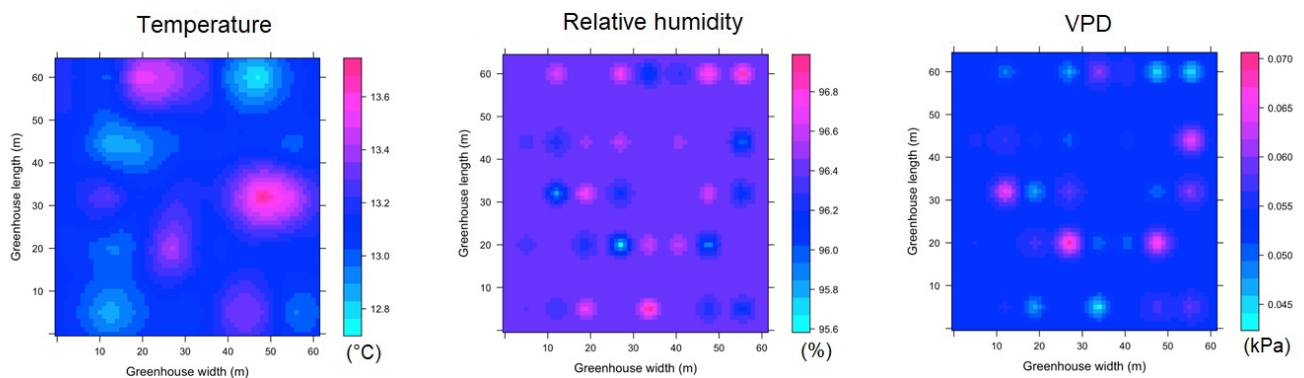 Temperature
Relative humidity
VPD
60
50
40
30
20
10
10 20 30 40 50 60
Greenhouse length (m)
Greenhouse width (m)
13.6
13.4
13.2
13.0
12.8
(°C)
60
50
40
30
20
10
10 20 30 40 50 60
Greenhouse length (m)
Greenhouse width (m)
96.8
96.6
96.4
96.2
96.0
95.8
95.6
(%)
60
50
40
30
20
10
10 20 30 40 50 60
Greenhouse length (m)
Greenhouse width (m)
0.070
0.065
0.060
0.055
0.050
0.045
(kPa)